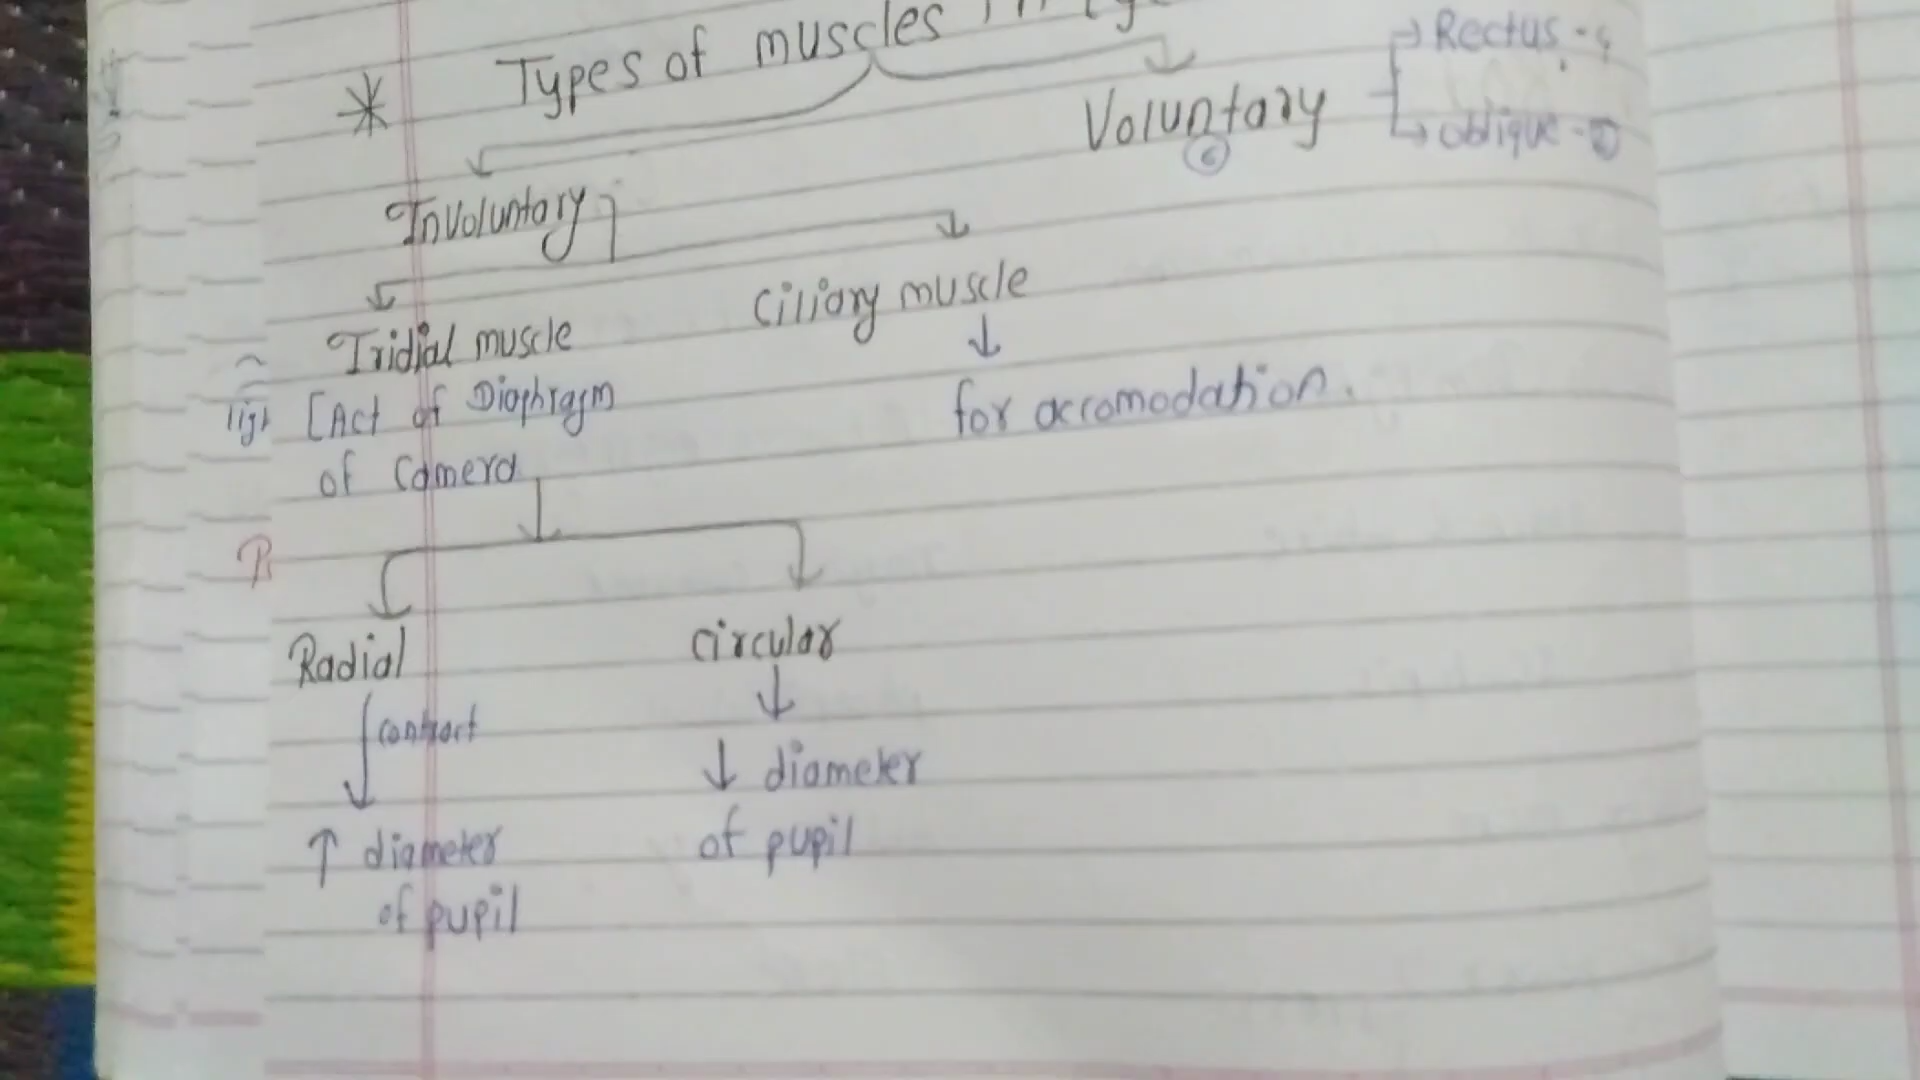 * Types of muscles in
Voluntary
6
→ Rectus - 4
→ oblique - 2
Involuntary
Iridial muscle
[Act of Diaphragm
of Camera
Ciliary muscle
↓
for accomodation.
Radial
↓ contract
↑ diameter
of pupil
circular
↓
↓ diameter
of pupil